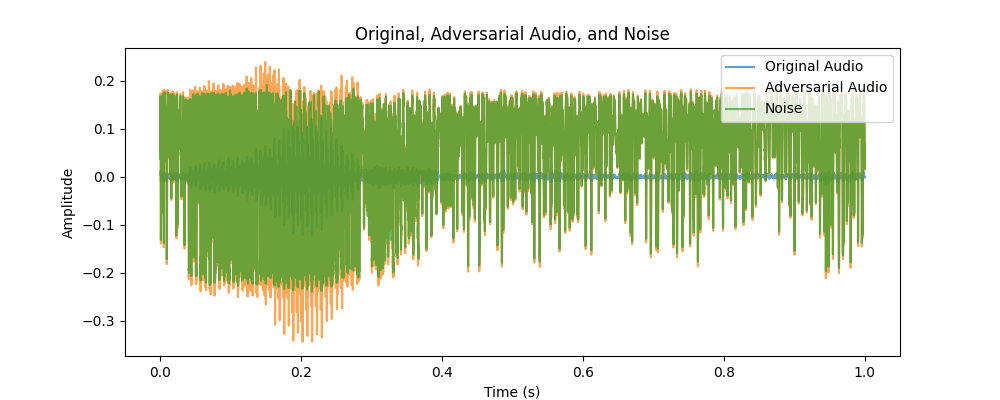 Original, Adversarial Audio, and Noise
Original Audio
Adversarial Audio
Noise
Amplitude
0.2
0.1
0.0
−0.1
−0.2
−0.3
0.0 0.2 0.4 0.6 0.8 1.0
Time (s)